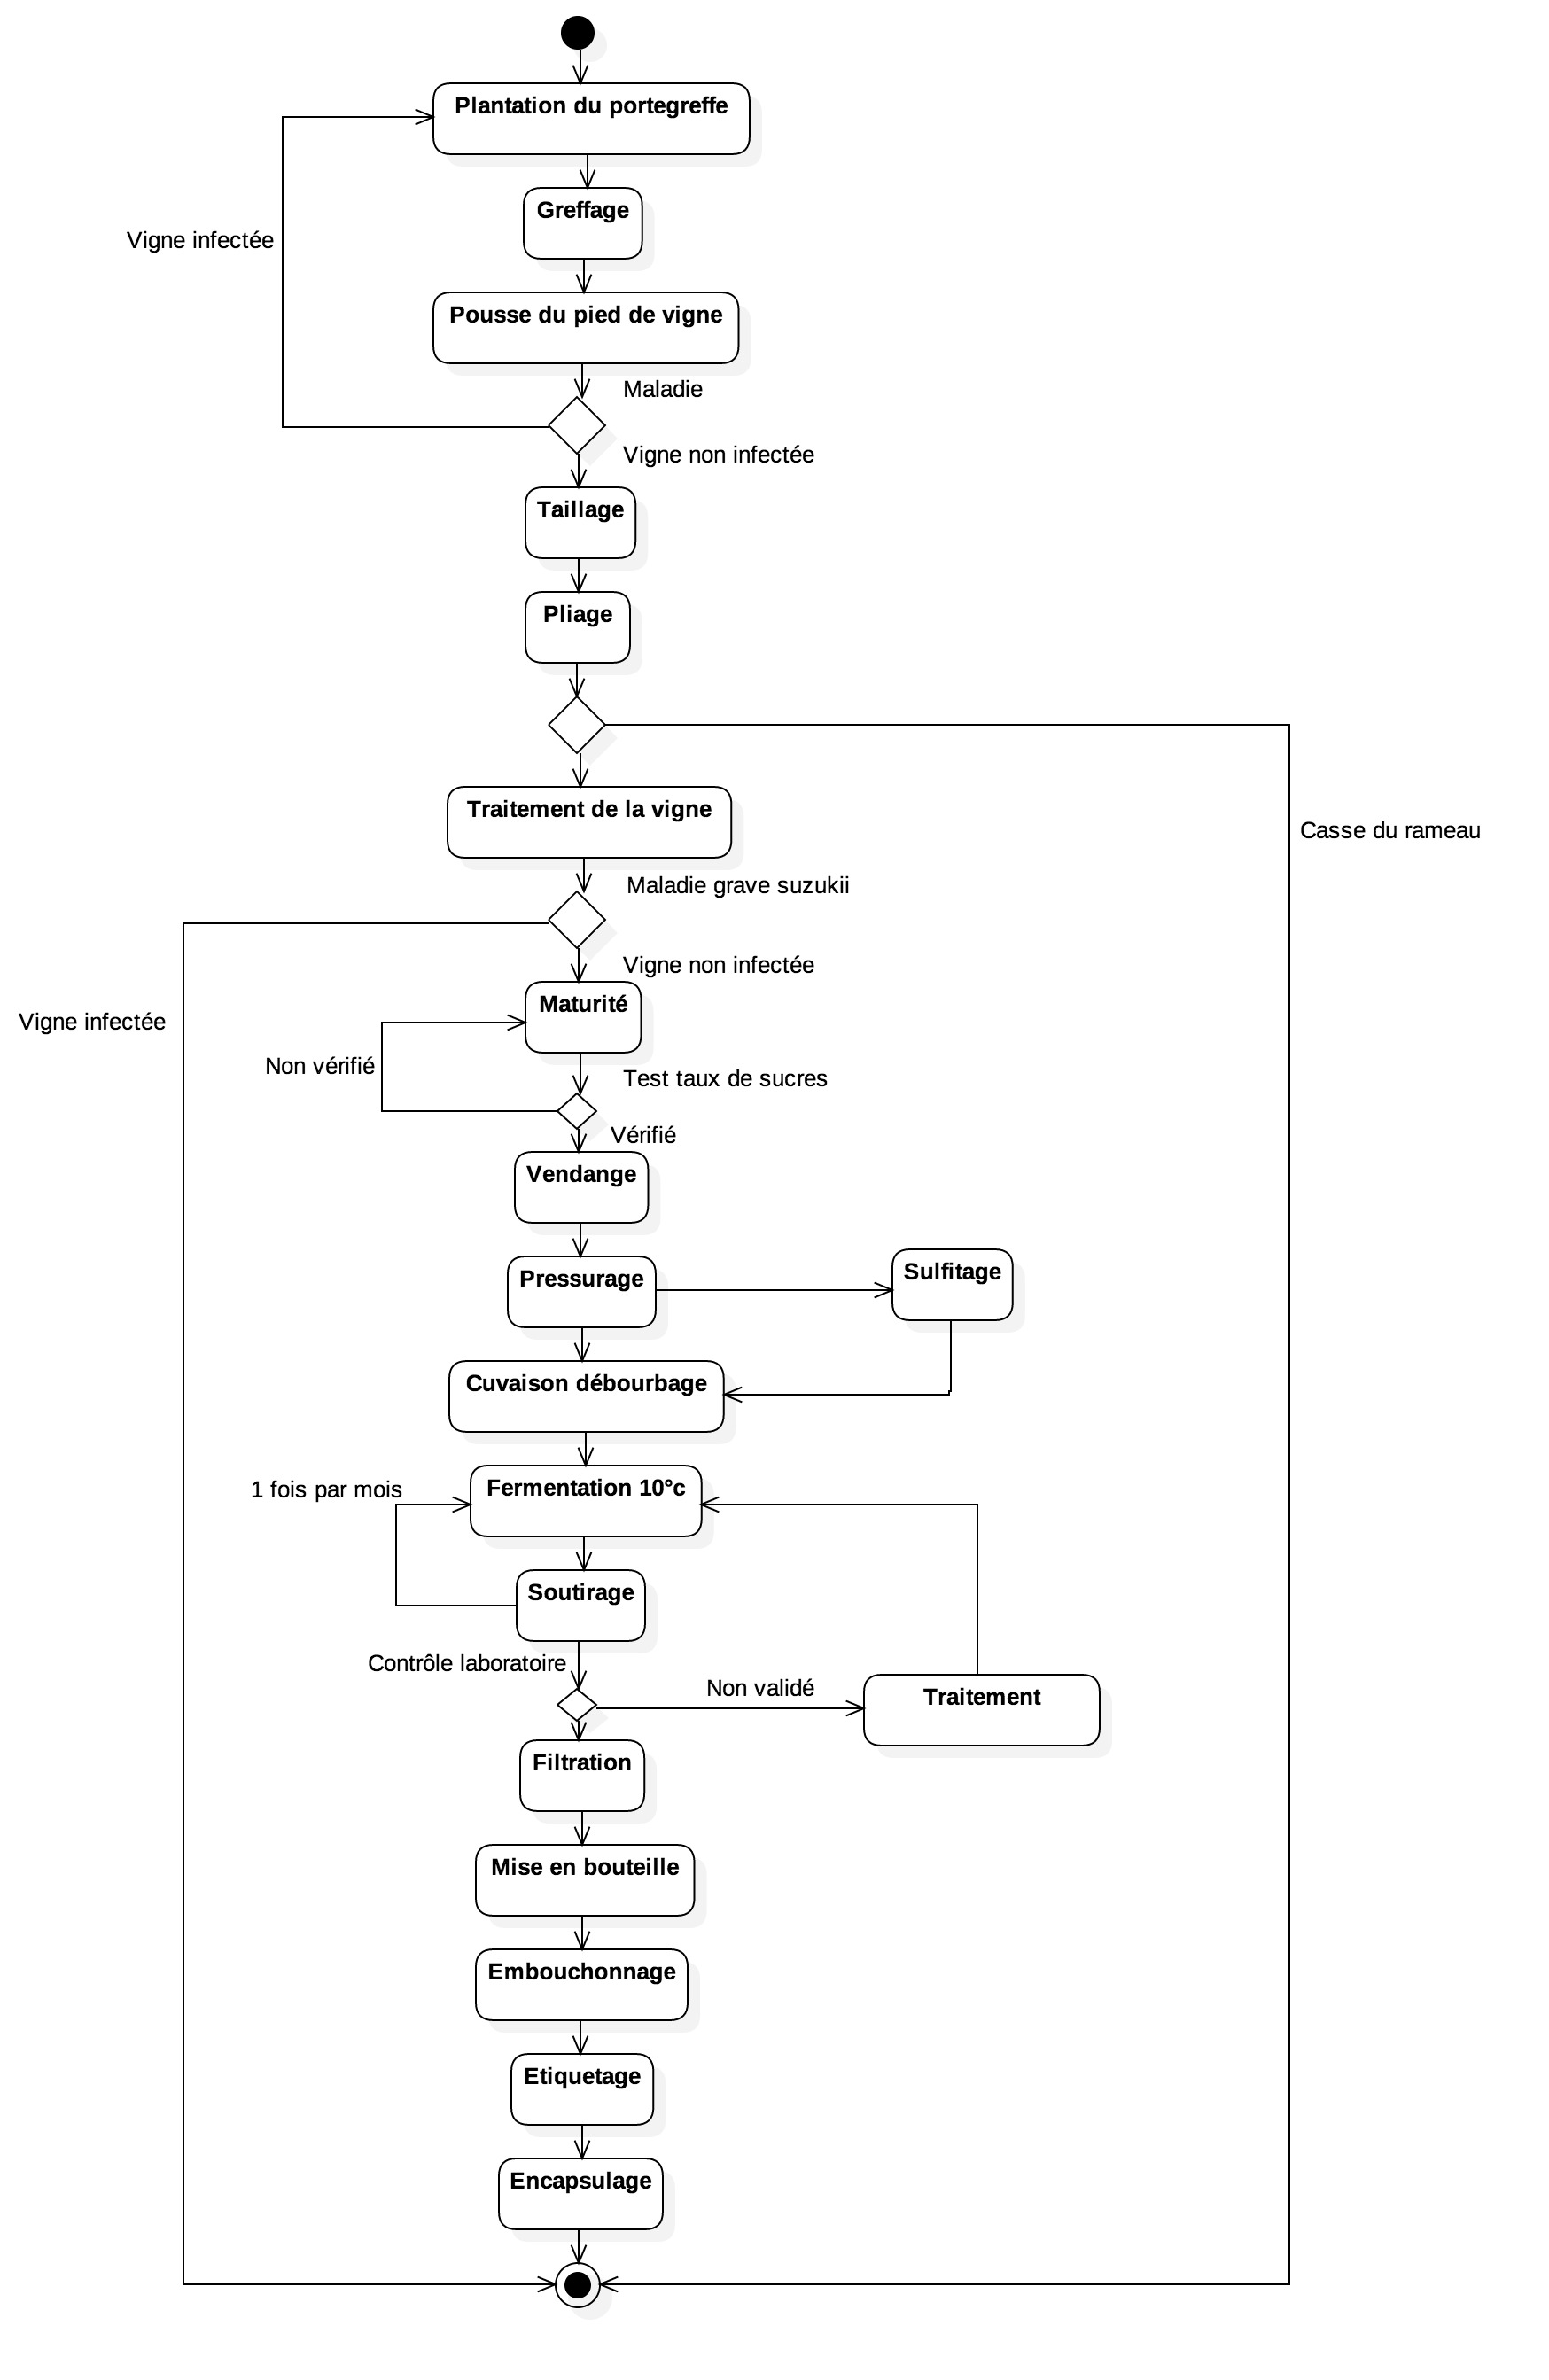 Plantation du portegreffe
Greffage
Vigne infectée
Pousse du pied de vigne
Maladie
Vigne non infectée
Taillage
Pliage
Traitement de la vigne
Casse du rameau
Maladie grave suzukii
Vigne non infectée
Maturité
Vigne infectée
Non vérifié
Test taux de sucres
Vérifié
Vendange
Pressurage
Sulfitage
Cuvaison débourbage
Fermentation 10°c
1 fois par mois
Soutirage
Contrôle laboratoire
Non validé
Traitement
Filtration
Mise en bouteille
Embouchonnage
Etiquetage
Encapsulage